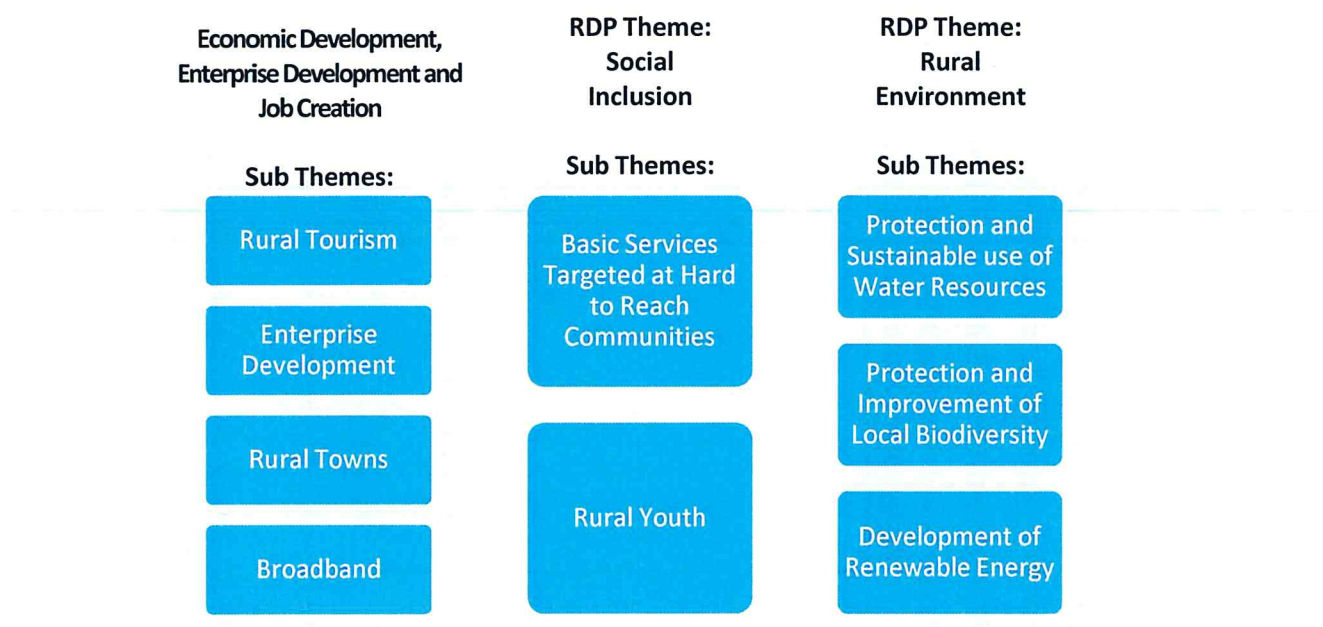 Economic Development,
Enterprise Development and
Job Creation
Sub Themes:
Rural Tourism
Enterprise
Development
Rural Towns
Broadband
RDP Theme:
Social
Inclusion
Sub Themes:
Basic Services
Targeted at Hard
to Reach
Communities
Rural Youth
RDP Theme:
Rural
Environment
Sub Themes:
Protection and
Sustainable use of
Water Resources
Protection and
Improvement of
Local Biodiversity
Development of
Renewable Energy